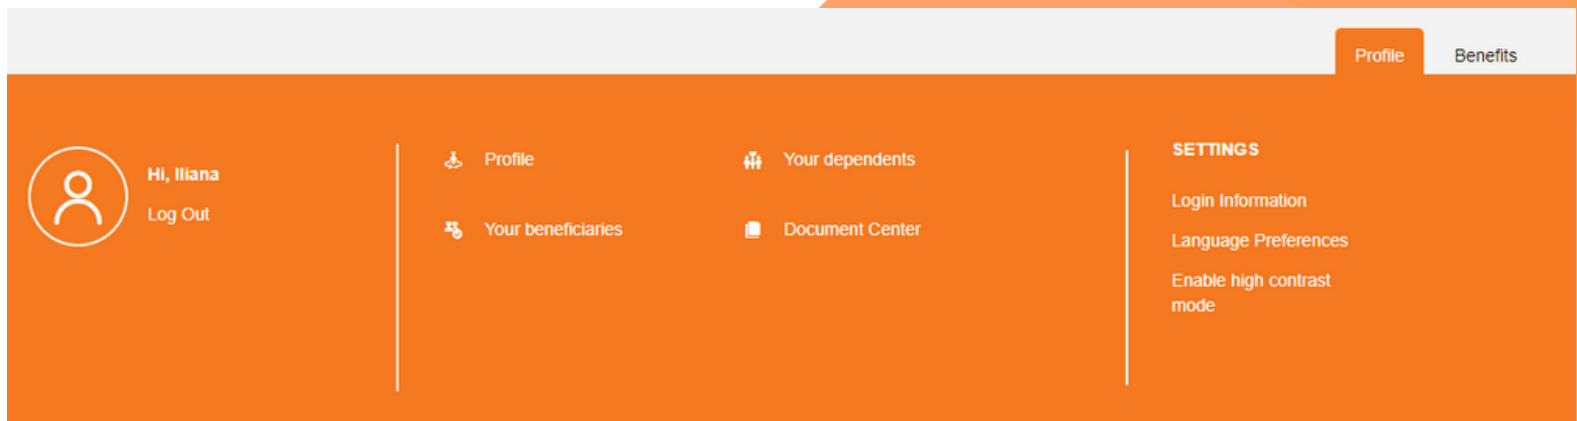 Profile
Benefits
Hi, Iliana
Log Out
Profile
Your dependents
Your beneficiaries
Document Center
SETTINGS
Login Information
Language Preferences
Enable high contrast
mode